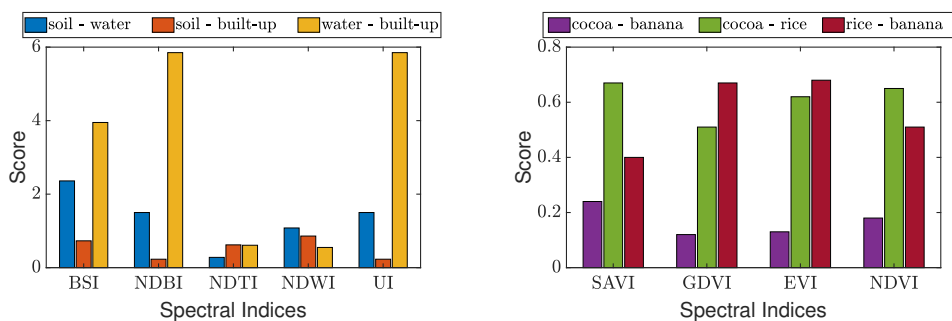 soil - water soil - built-up water - built-up
6
4
2
0
Score
BSI NDBI NDTI NDWI UI
Spectral Indices
cocoa - banana cocoa - rice rice - banana
0.8
0.6
0.4
0.2
0
Score
SAVI GDVI EVI NDVI
Spectral Indices